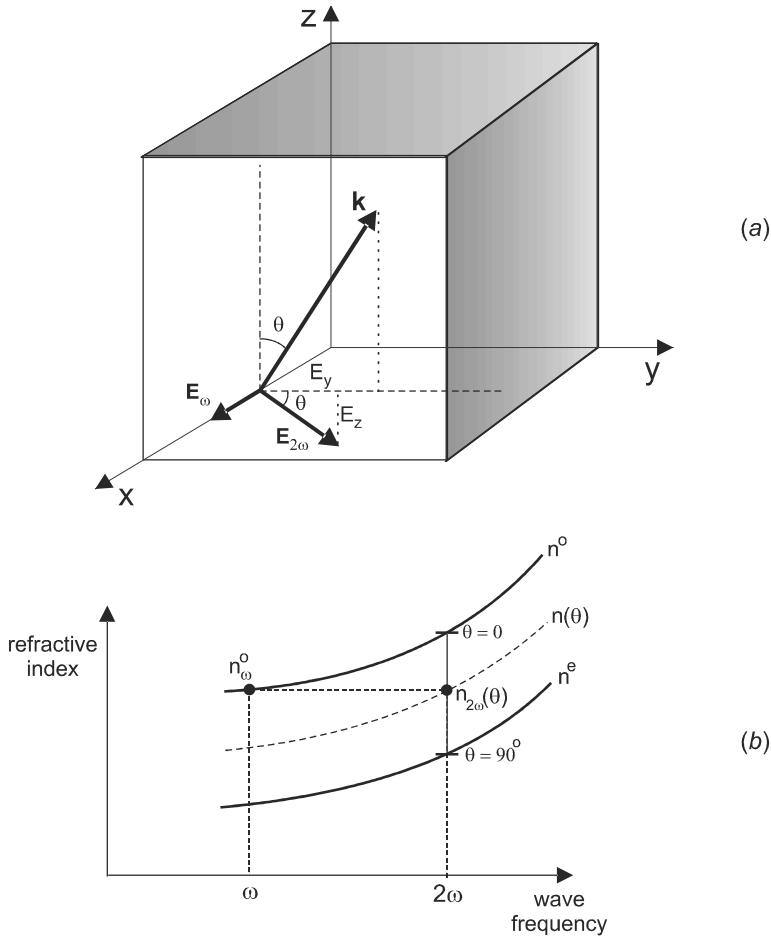 z
(a)
k
θ
E_y
y
E_ω
θ
E_z
E_2ω
x
n^o
n(θ)
θ = 0
refractive
index
n^o_ω
n^e
n_2ω(θ)
(b)
θ = 90^o
ω
2ω
wave
frequency